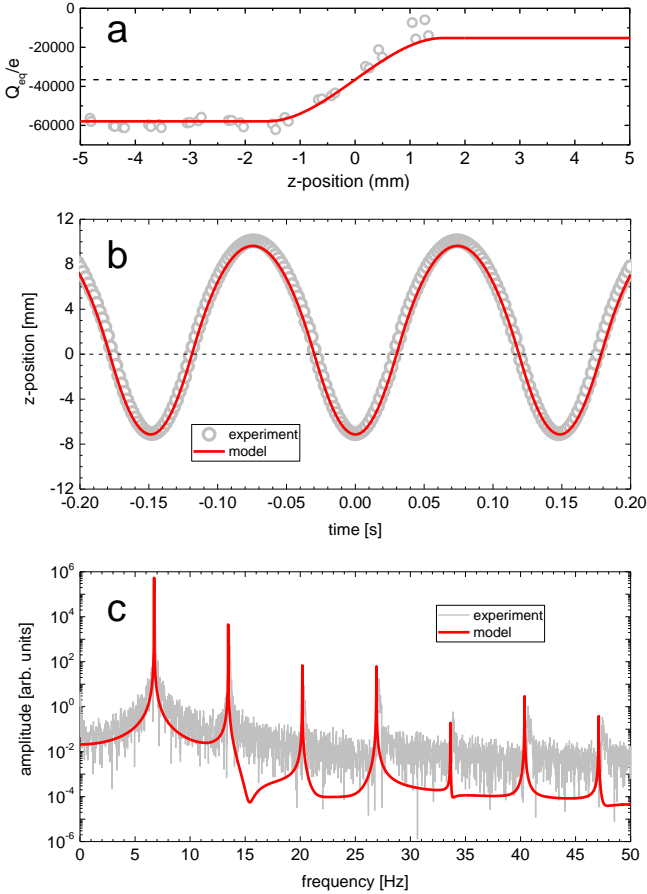 a
Q_eq/e
0
-20000
-40000
-60000
-5 -4 -3 -2 -1 0 1 2 3 4 5
z-position (mm)
b
z-position [mm]
12
8
4
0
-4
-8
-12
experiment
model
-0.20 -0.15 -0.10 -0.05 0.00 0.05 0.10 0.15 0.20
time [s]
c
amplitude [arb. units]
10^6
10^4
10^2
10^0
10^-2
10^-4
10^-6
experiment
model
0 5 10 15 20 25 30 35 40 45 50
frequency [Hz]